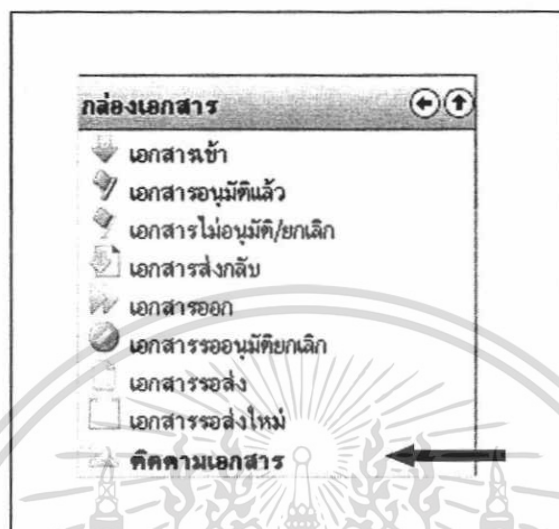 กล่องเอกสาร
เอกสารเข้า
เอกสารอนุมัติแล้ว
เอกสารไม่อนุมัติ/ยกเลิก
เอกสารส่งกลับ
เอกสารออก
เอกสารรออนุมัติยกเลิก
เอกสารรอส่ง
เอกสารรอส่งใหม่
ติดตามเอกสาร